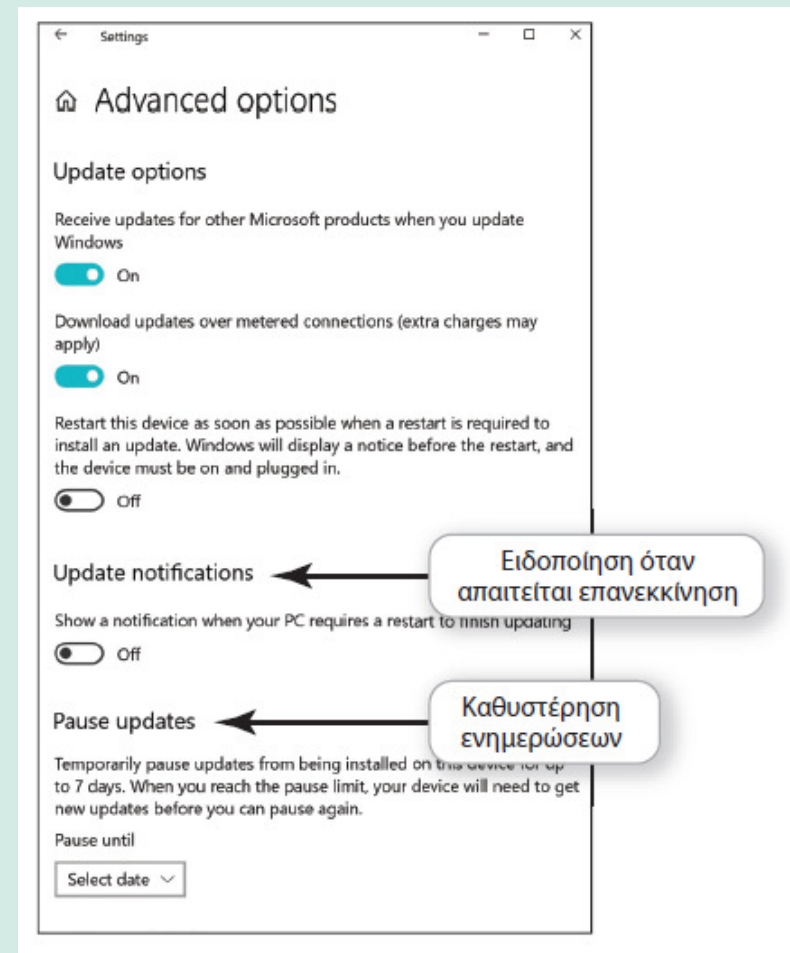 Settings
Advanced options
Update options
Receive updates for other Microsoft products when you update
Windows
On
Download updates over metered connections (extra charges may
apply)
On
Restart this device as soon as possible when a restart is required to
install an update. Windows will display a notice before the restart, and
the device must be on and plugged in.
Off
Update notifications
Ειδοποίηση όταν
απαιτείται επανεκκίνηση
Show a notification when your PC requires a restart to finish updating
Off
Pause updates
Καθυστέρηση
ενημερώσεων
Temporarily pause updates from being installed on this device for up
to 7 days. When you reach the pause limit, your device will need to get
new updates before you can pause again.
Pause until
Select date